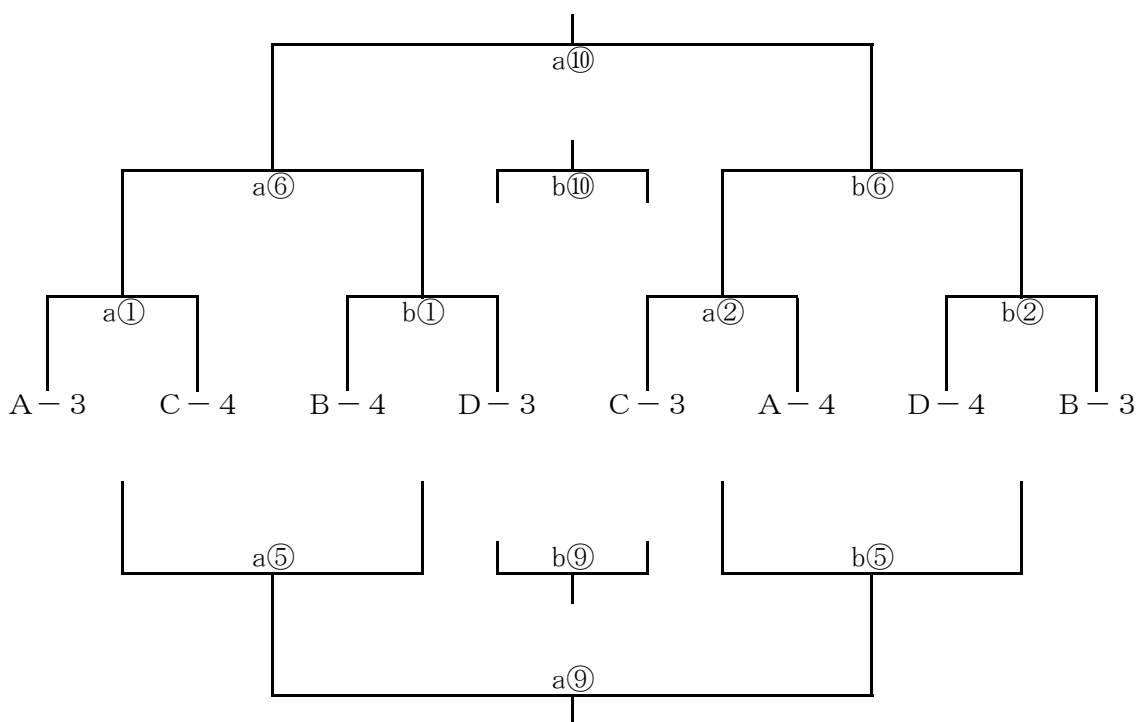 a⑩
a⑥ b⑩ b⑥
a① b① a② b②
A－3 C－4 B－4 D－3 C－3 A－4 D－4 B－3
a⑤ b⑨ b⑤
a⑨